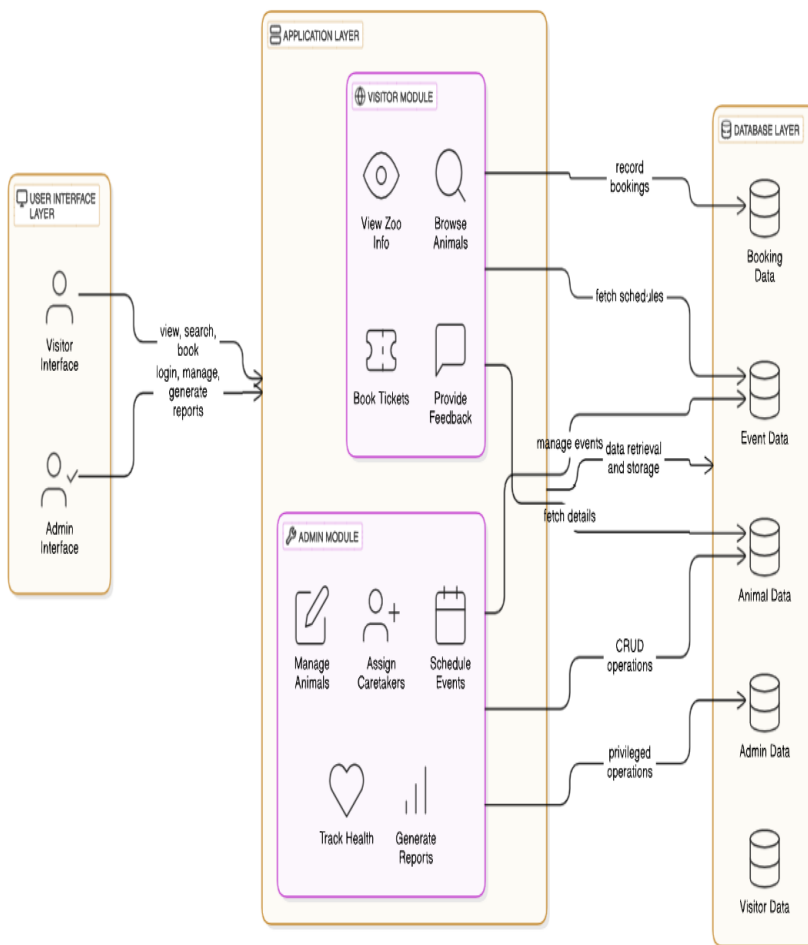 APPLICATION LAYER
VISITOR MODULE
View Zoo
Info
Browse
Animals
Book Tickets
Provide
Feedback
USER INTERFACE
LAYER
Visitor
Interface
Admin
Interface
view, search,
book
login, manage,
generate
reports
ADMIN MODULE
Manage
Animals
Assign
Caretakers
Schedule
Events
Track Health
Generate
Reports
record
bookings
fetch schedules
manage events
data retrieval
and storage
fetch details
CRUD
operations
privileged
operations
DATABASE LAYER
Booking
Data
Event Data
Animal Data
Admin Data
Visitor Data